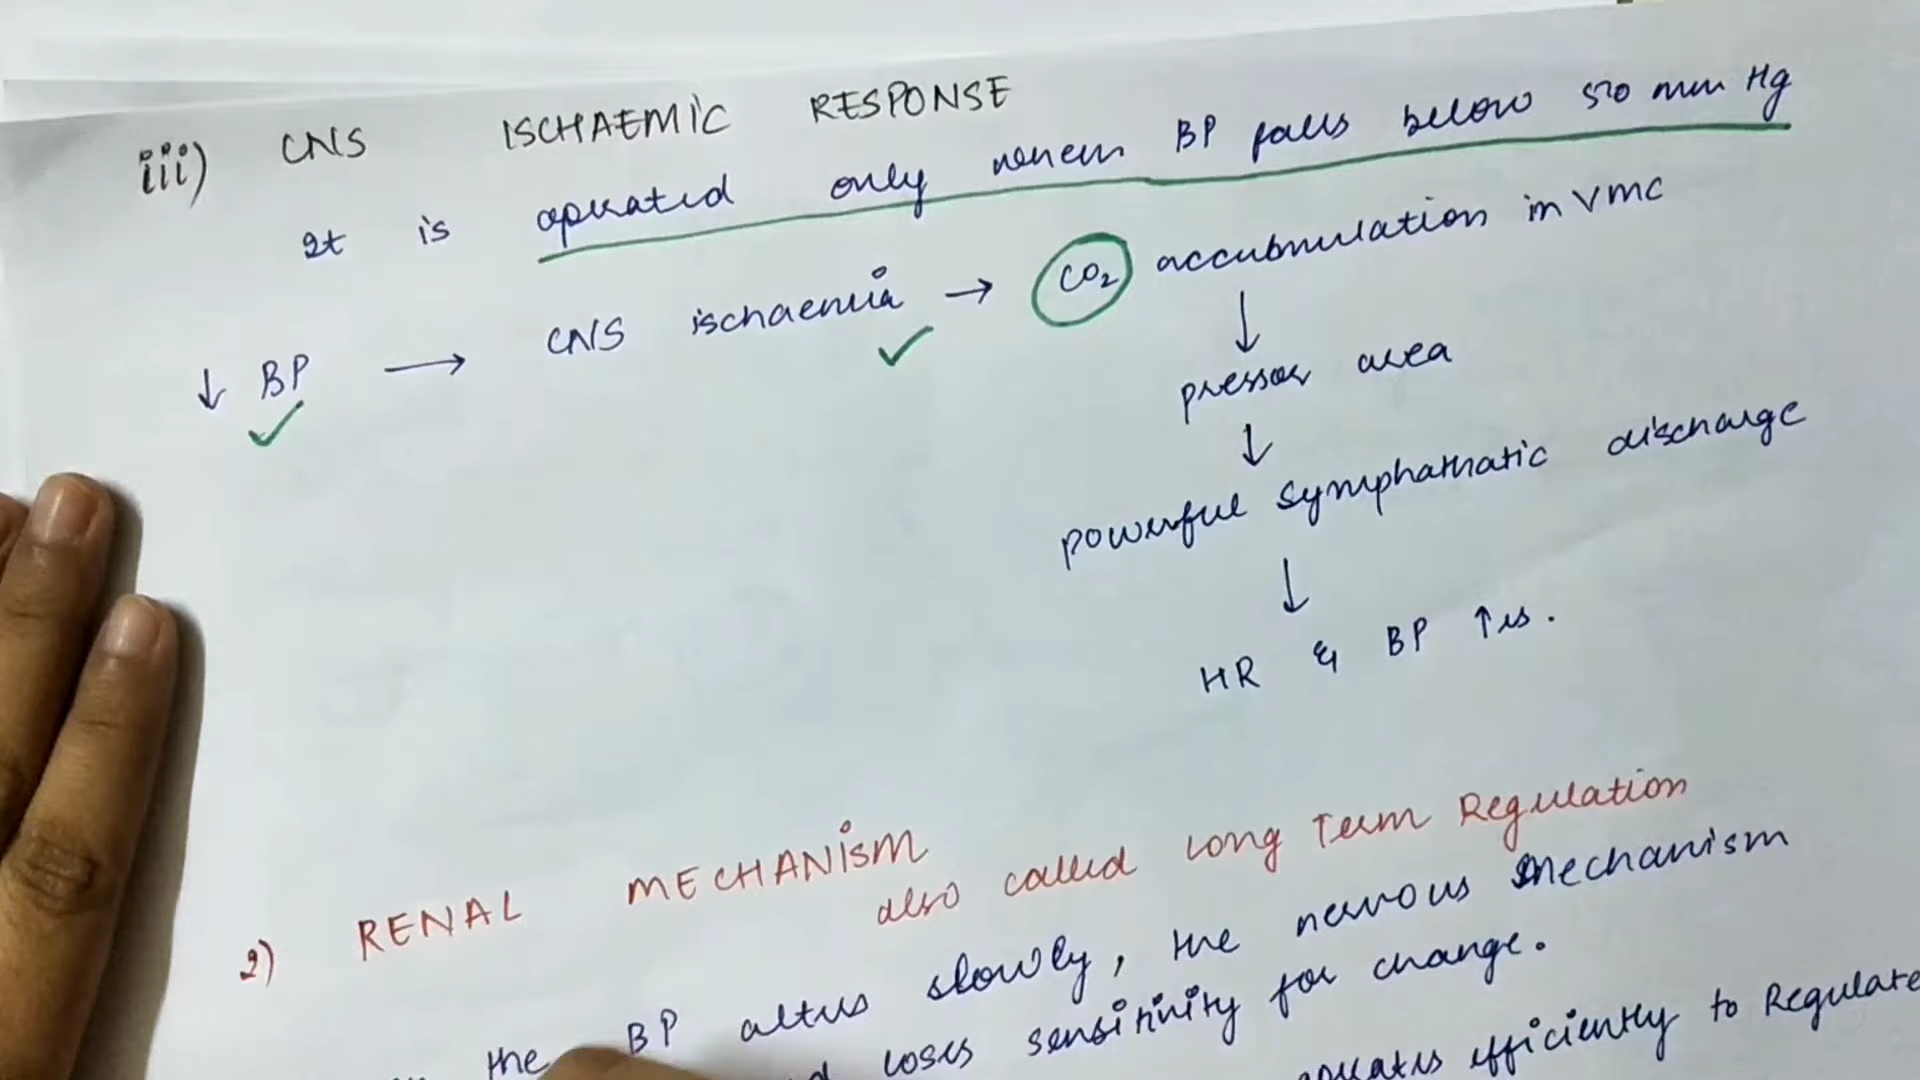 iii) CNS ISCHAEMIC RESPONSE
It is operated only when BP falls below 50 mm Hg
↓ BP → CNS ischaemia → CO₂ accubmulation in VMC
↓
pressor area
↓
powerful symphathatic discharge
↓
HR & BP ↑es.
2) RENAL MECHANISM
also called Long Term Regulation
the BP alters slowly, the nervous Mechanism
loses sensitivity for change.
efficiently to Regulate